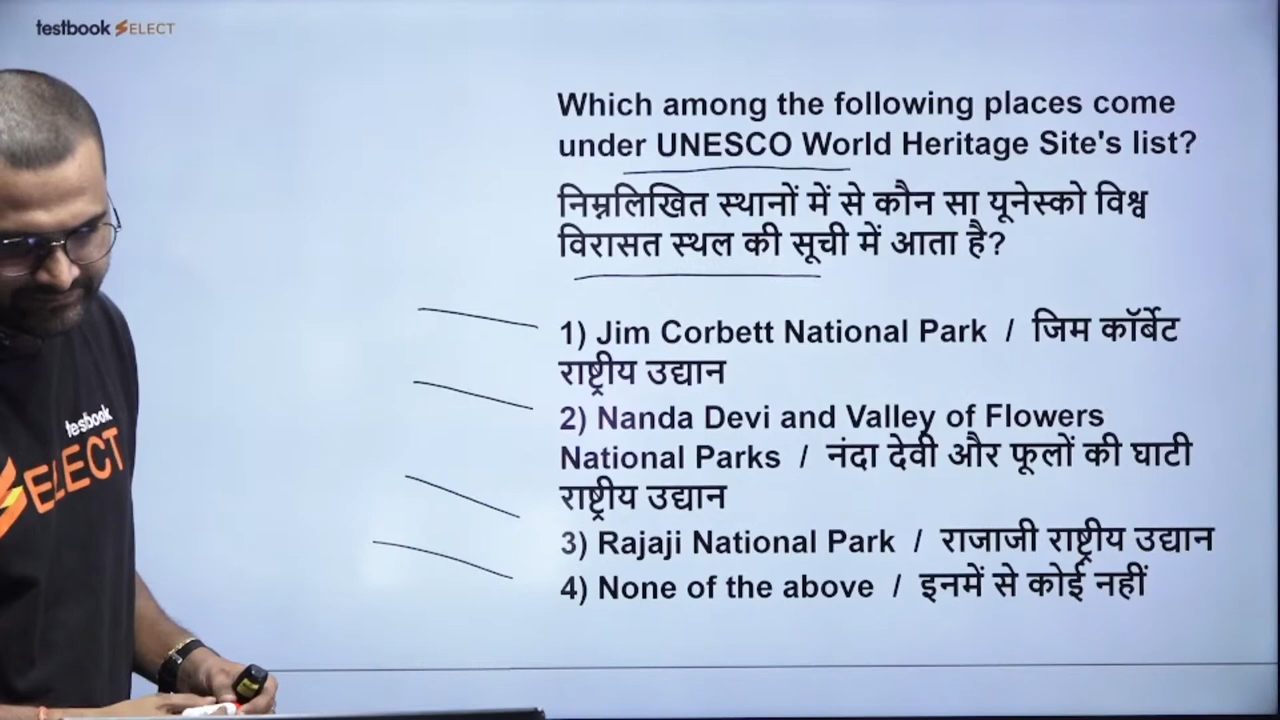 testbook SELECT
Which among the following places come
under UNESCO World Heritage Site's list?
निम्नलिखित स्थानों में से कौन सा यूनेस्को विश्व
विरासत स्थल की सूची में आता है?
1) Jim Corbett National Park / जिम कॉर्बेट
राष्ट्रीय उद्यान
2) Nanda Devi and Valley of Flowers
National Parks / नंदा देवी और फूलों की घाटी
राष्ट्रीय उद्यान
3) Rajaji National Park / राजाजी राष्ट्रीय उद्यान
4) None of the above / इनमें से कोई नहीं
testbook
SELECT